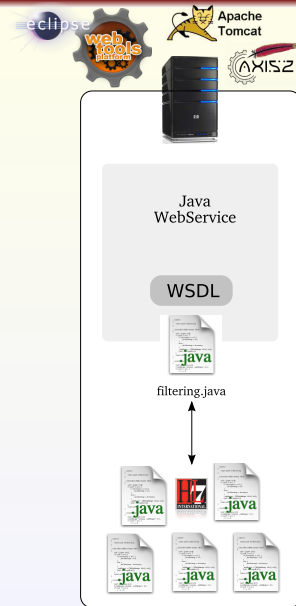 eclipse
web
tools
platform
Apache
Tomcat
AXIS2
Java
WebService
WSDL
.java
filtering.java
.java
HL7
INTERNATIONAL
.java
.java
.java
.java